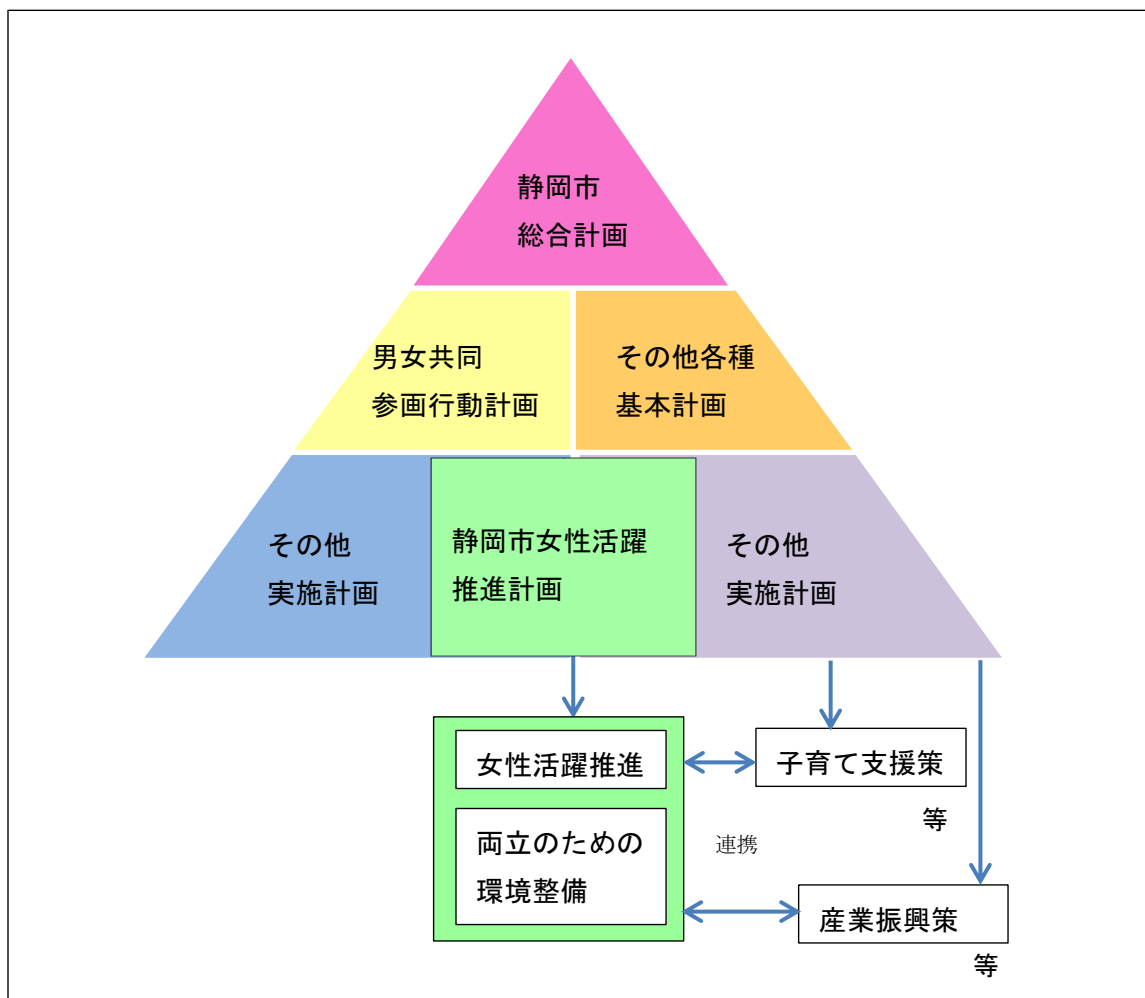 静岡市
総合計画
男女共同
参画行動計画
その他各種
基本計画
その他
実施計画
静岡市女性活躍
推進計画
その他
実施計画
女性活躍推進
子育て支援策
等
両立のための
環境整備
連携
産業振興策
等